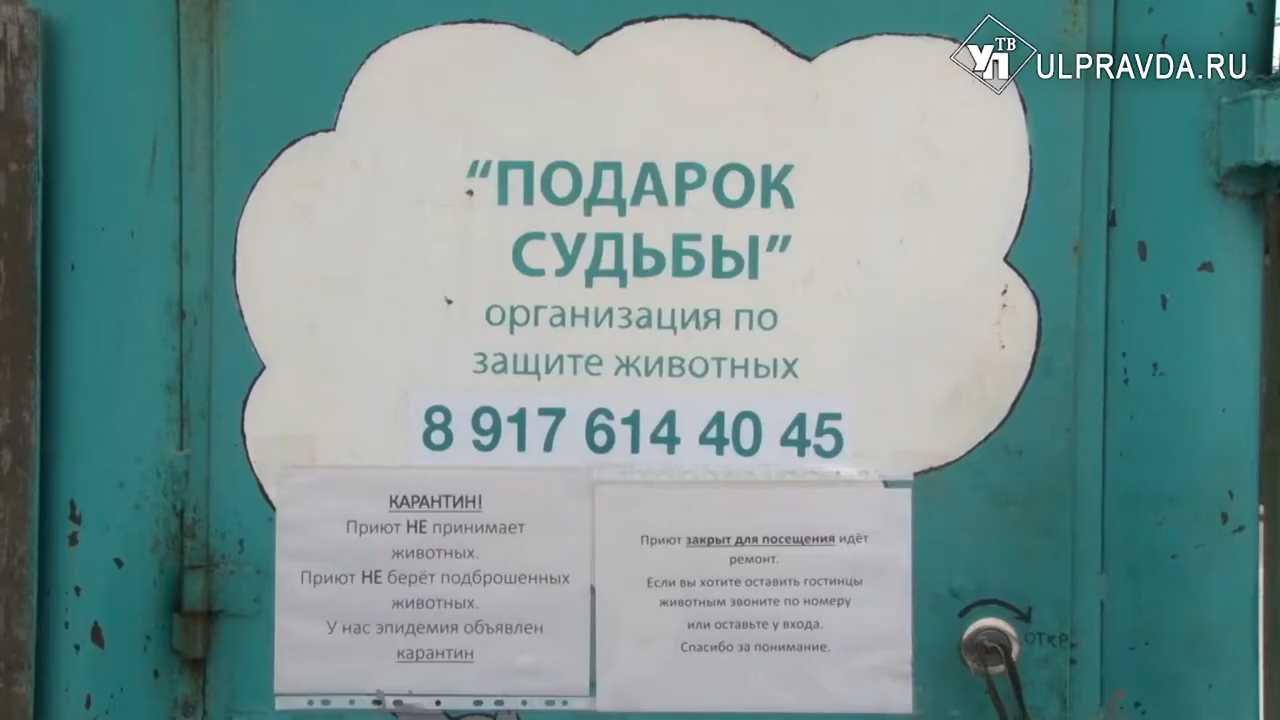 УП ТВ ULPRAVDA.RU
“ПОДАРОК
СУДЬБЫ”
организация по
защите животных
8 917 614 40 45
КАРАНТИН!
Приют НЕ принимает
животных.
Приют НЕ берёт подброшенных
животных.
У нас эпидемия объявлен
карантин
Приют закрыт для посещения идёт
ремонт.
Если вы хотите оставить гостинцы
животным звоните по номеру
или оставьте у входа.
Спасибо за понимание.
ОТКР.